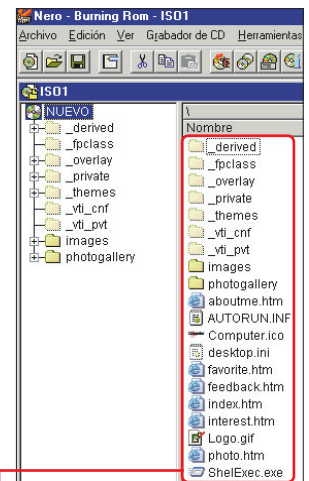 Nero - Burning Rom - ISO1
Archivo Edición Ver Grabador de CD Herramientas
ISO1
NUEVO
_derived
_fpclass
_overlay
_private
_themes
_vti_cnf
_vti_pvt
images
photogallery
\
Nombre
_derived
_fpclass
_overlay
_private
_themes
_vti_cnf
_vti_pvt
images
photogallery
aboutme.htm
AUTORUN.INF
Computer.ico
desktop.ini
favorite.htm
feedback.htm
index.htm
interest.htm
Logo.gif
photo.htm
ShelExec.exe